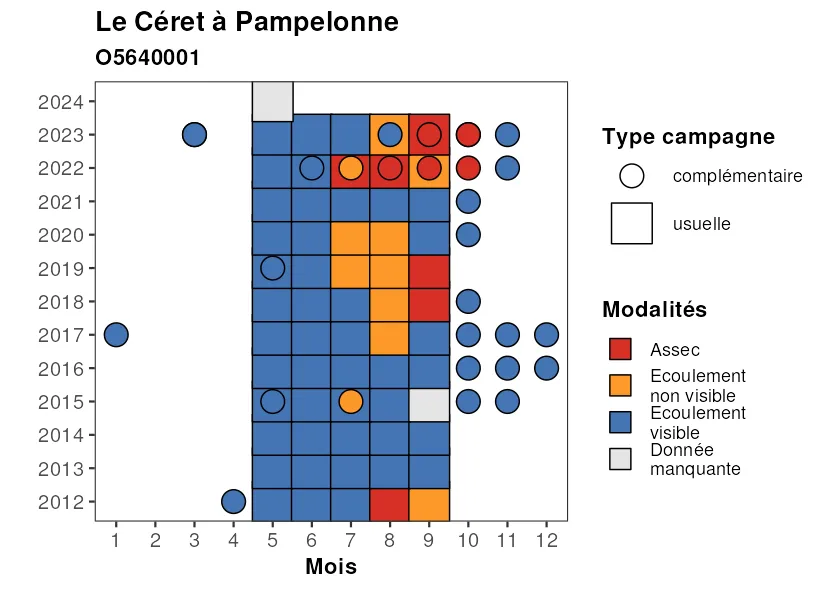 Le Céret à Pampelonne
O5640001
2024
2023
2022
2021
2020
2019
2018
2017
2016
2015
2014
2013
2012
1 2 3 4 5 6 7 8 9 10 11 12
Mois
Type campagne
complémentaire
usuelle
Modalités
Assec
Ecoulement
non visible
Ecoulement
visible
Donnée
manquante